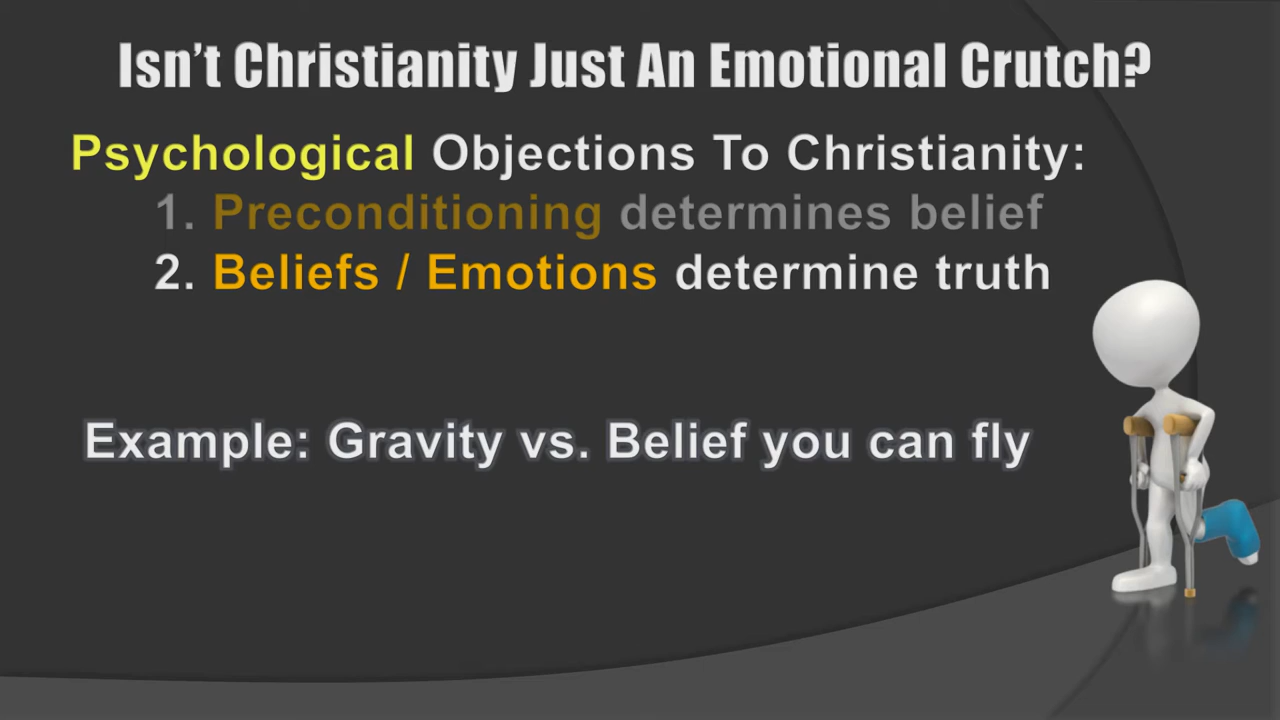 Isn’t Christianity Just An Emotional Crutch?
Psychological Objections To Christianity:
1. Preconditioning determines belief
2. Beliefs / Emotions determine truth
Example: Gravity vs. Belief you can fly